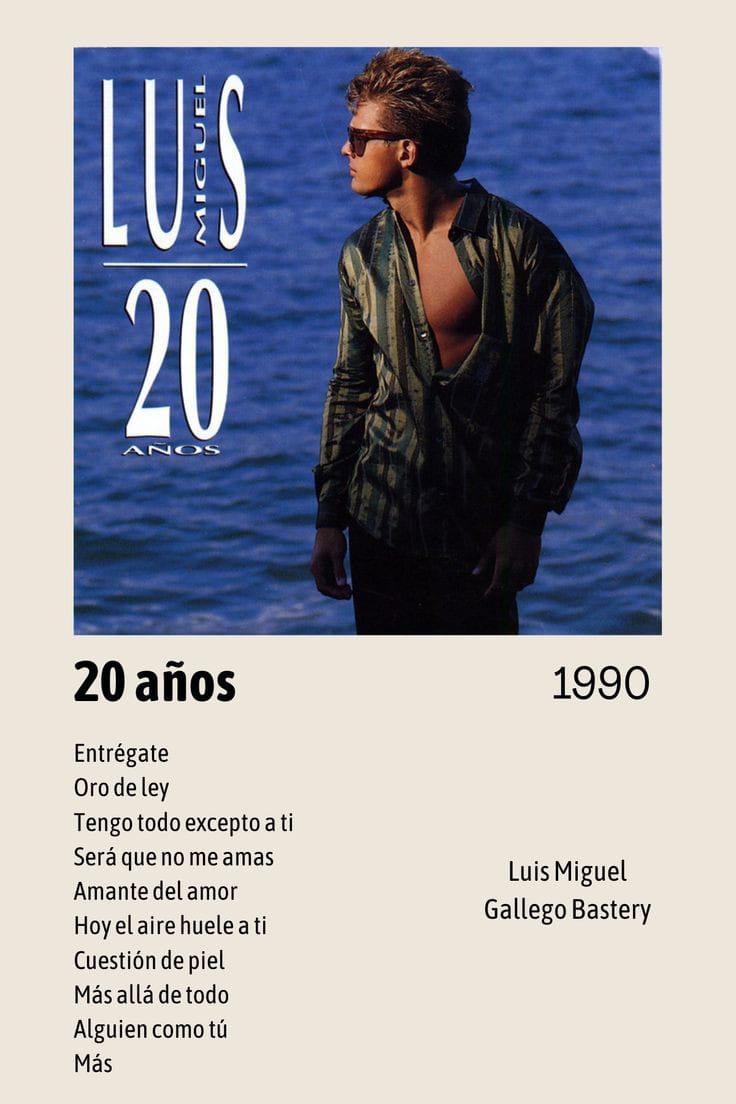 LUIS
MIGUEL
20
AÑOS
20 años
1990
Entrégate
Oro de ley
Tengo todo excepto a ti
Será que no me amas
Amante del amor
Hoy el aire huele a ti
Cuestión de piel
Más allá de todo
Alguien como tú
Más
Luis Miguel
Gallego Bastery